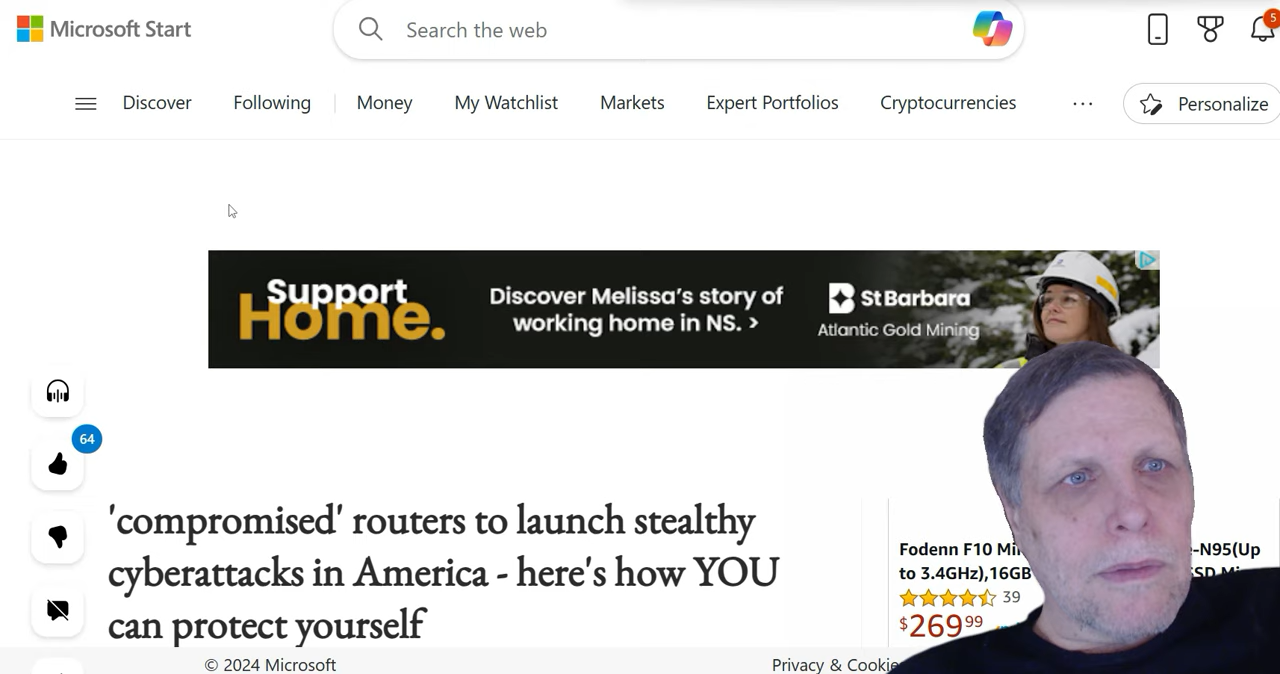 Microsoft Start
Search the web
5
Discover Following Money My Watchlist Markets Expert Portfolios Cryptocurrencies ... Personalize
Support
Home.
Discover Melissa's story of
working home in NS. >
St Barbara
Atlantic Gold Mining
64
'compromised' routers to launch stealthy
cyberattacks in America - here's how YOU
can protect yourself
Fodenn F10 -N95(Up
to 3.4GHz),16GB
39
$269.99
© 2024 Microsoft
Privacy &